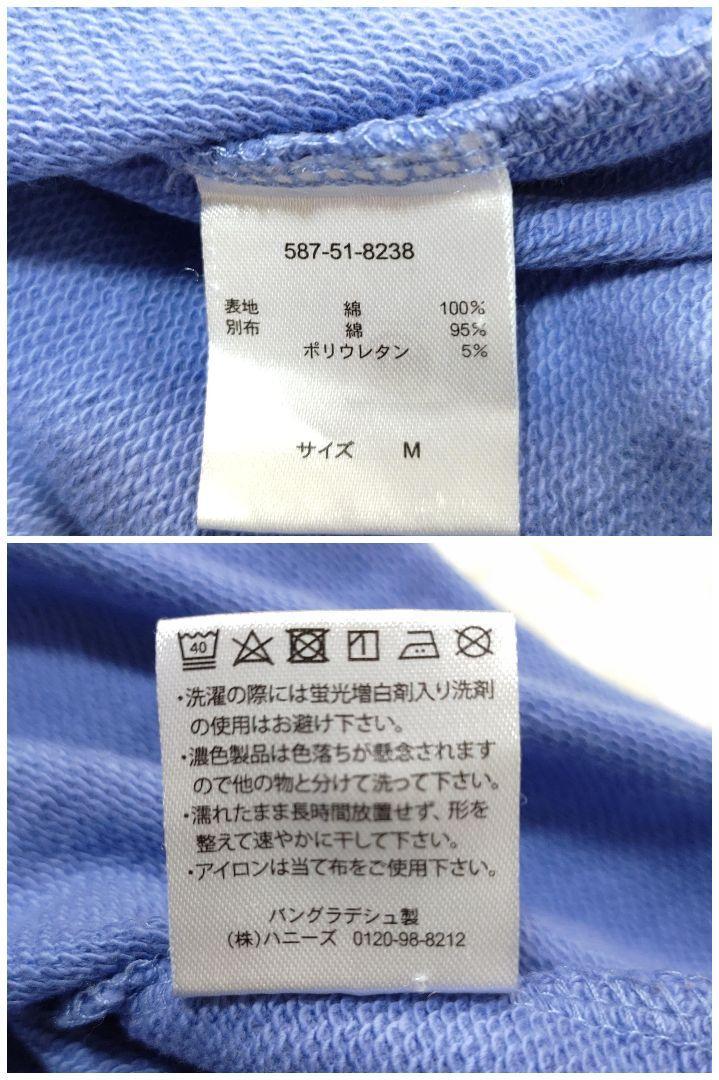 587-51-8238
表地 綿 100%
別布 綿 95%
ポリウレタン 5%
サイズ M
40
・洗濯の際には蛍光増白剤入り洗剤
の使用はお避け下さい。
・濃色製品は色落ちが懸念されます
ので他の物と分けて洗って下さい。
・濡れたまま長時間放置せず、形を
整えて速やかに干して下さい。
・アイロンは当て布をご使用下さい。
バングラデシュ製
(株)ハニーズ 0120-98-8212